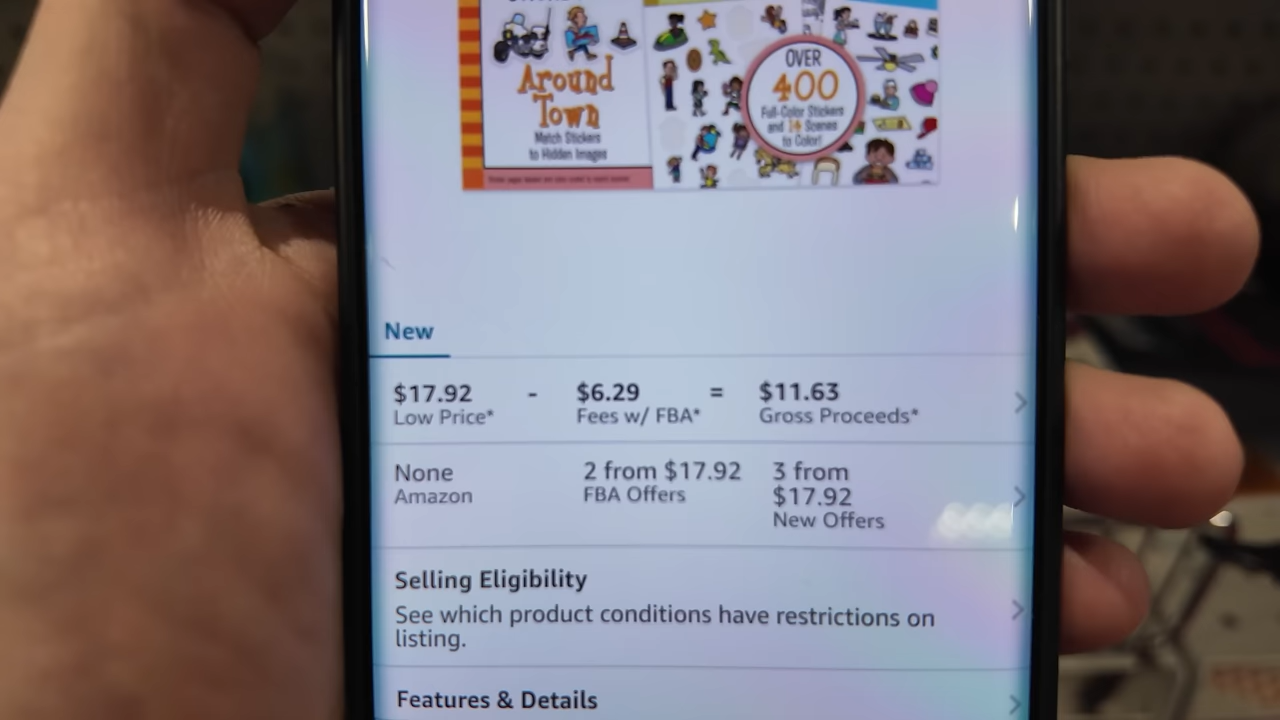 Around
Town
Match Stickers
to Hidden Images
OVER
400
Full-Color Stickers
and 14 Scenes
to Color!
New
$17.92 - $6.29 = $11.63
Low Price* Fees w/ FBA* Gross Proceeds*
None 2 from $17.92 3 from
Amazon FBA Offers $17.92
New Offers
Selling Eligibility
See which product conditions have restrictions on
listing.
Features & Details